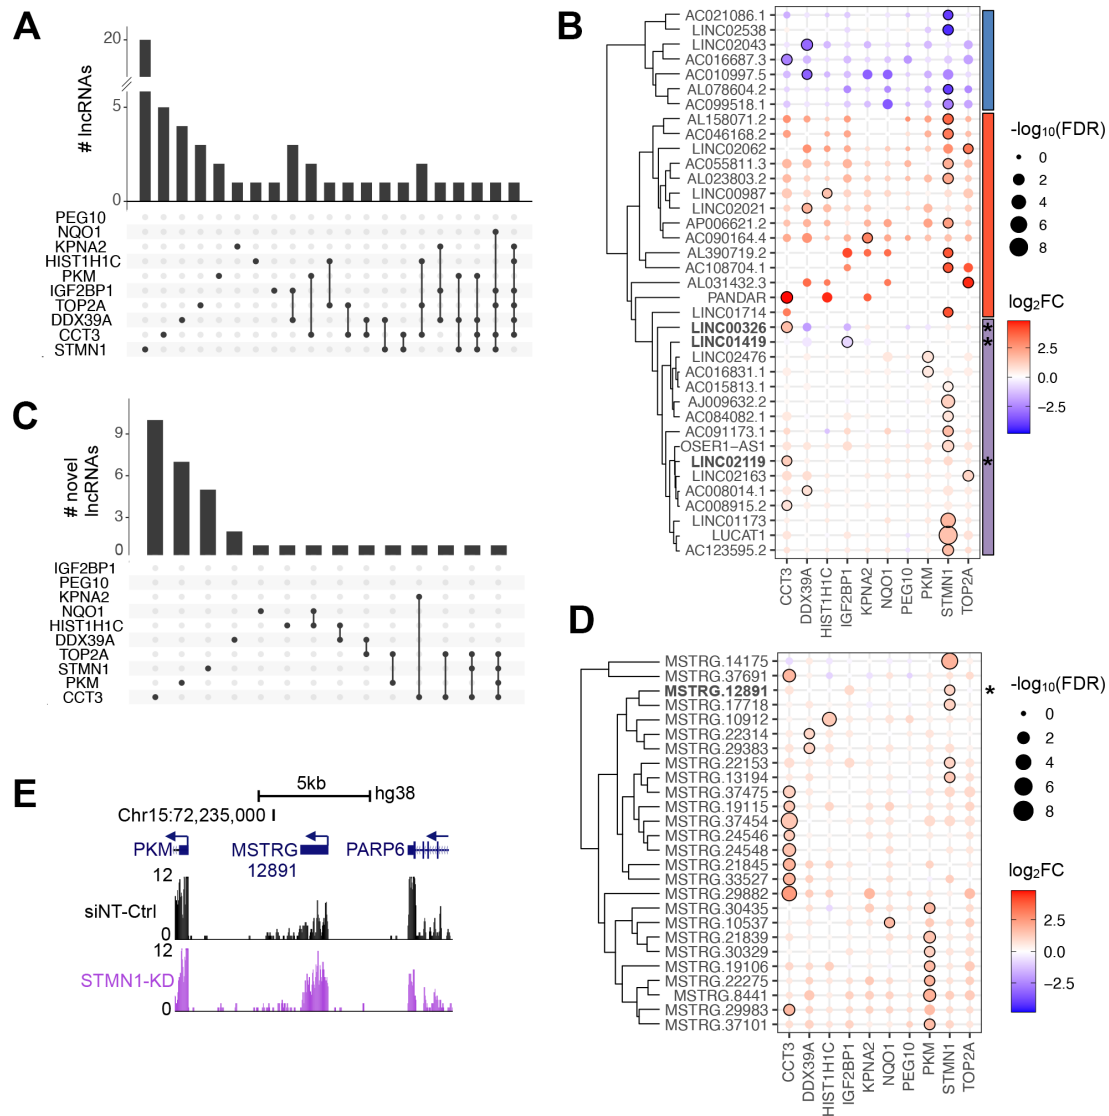 A
# lncRNAs
20
5
0
PEG10
NQO1
KPNA2
HIST1H1C
PKM
IGF2BP1
TOP2A
DDX39A
CCT3
STMN1
B
AC021086.1
LINC02538
LINC02043
AC016687.3
AC010997.5
AL078604.2
AC099518.1
AL158071.2
AC046168.2
LINC02062
AC055811.3
AL023803.2
LINC00987
LINC02021
AP006621.2
AC090164.4
AL390719.2
AC108704.1
AL031432.3
PANDAR
LINC01714
LINC00326 *
LINC01419 *
LINC02476
AC016831.1
AC015813.1
AJ009632.2
AC084082.1
AC091173.1
OSER1−AS1
LINC02119 *
LINC02163
AC008014.1
AC008915.2
LINC01173
LUCAT1
AC123595.2
CCT3
DDX39A
HIST1H1C
IGF2BP1
KPNA2
NQO1
PEG10
PKM
STMN1
TOP2A
-log10(FDR)
0
2
4
6
8
log2FC
2.5
0.0
−2.5
C
# novel
lncRNAs
9
6
3
0
IGF2BP1
PEG10
KPNA2
NQO1
HIST1H1C
DDX39A
TOP2A
STMN1
PKM
CCT3
D
MSTRG.14175
MSTRG.37691
MSTRG.12891 *
MSTRG.17718
MSTRG.10912
MSTRG.22314
MSTRG.29383
MSTRG.22153
MSTRG.13194
MSTRG.37475
MSTRG.19115
MSTRG.37454
MSTRG.24546
MSTRG.24548
MSTRG.21845
MSTRG.33527
MSTRG.29882
MSTRG.30435
MSTRG.10537
MSTRG.21839
MSTRG.30329
MSTRG.19106
MSTRG.22275
MSTRG.8441
MSTRG.29983
MSTRG.37101
CCT3
DDX39A
HIST1H1C
IGF2BP1
KPNA2
NQO1
PEG10
PKM
STMN1
TOP2A
-log10(FDR)
0
2
4
6
8
log2FC
2.5
0.0
−2.5
E
5kb
hg38
Chr15:72,235,000
PKM
MSTRG
12891
PARP6
12
siNT-Ctrl
0
12
STMN1-KD
0